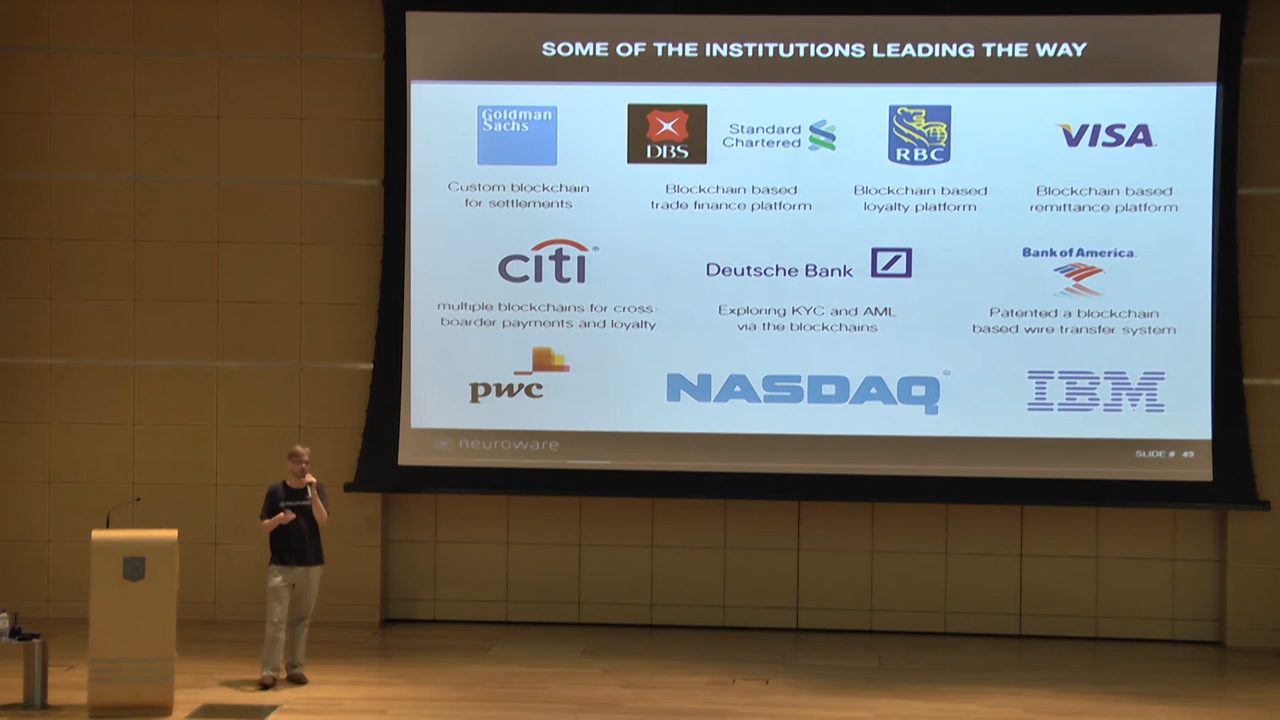 SOME OF THE INSTITUTIONS LEADING THE WAY
Goldman
Sachs
DBS
Standard
Chartered
RBC
VISA
Custom blockchain
for settlements
Blockchain based
trade finance platform
Blockchain based
loyalty platform
Blockchain based
remittance platform
citi
Deutsche Bank
Bank of America
multiple blockchains for cross-
boarder payments and loyalty
Exploring KYC and AML
via the blockchains
Patented a blockchain
based wire transfer system
pwc
NASDAQ
IBM
neuroware
SLIDE # 49